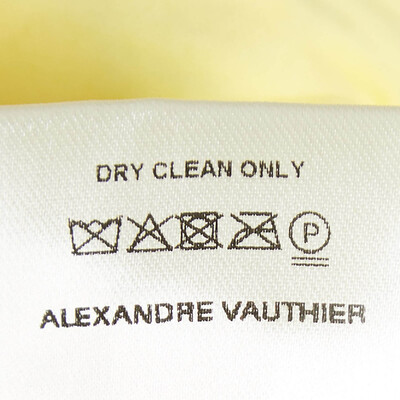 DRY CLEAN ONLY
P
ALEXANDRE VAUTHIER